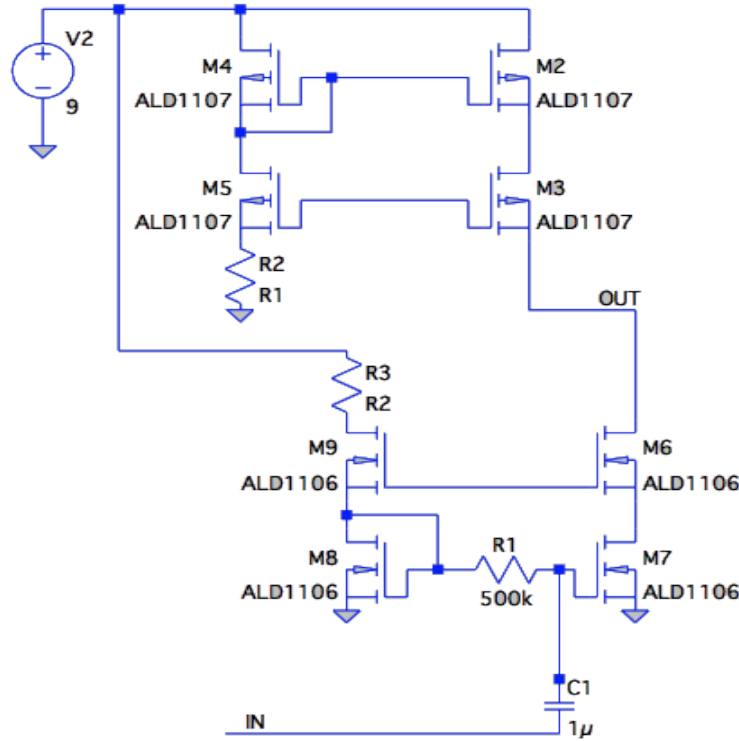 V2
9
M4
ALD1107
M2
ALD1107
M5
ALD1107
M3
ALD1107
R2
R1
OUT
R3
R2
M9
ALD1106
M6
ALD1106
M8
ALD1106
R1
500k
M7
ALD1106
C1
1µ
IN